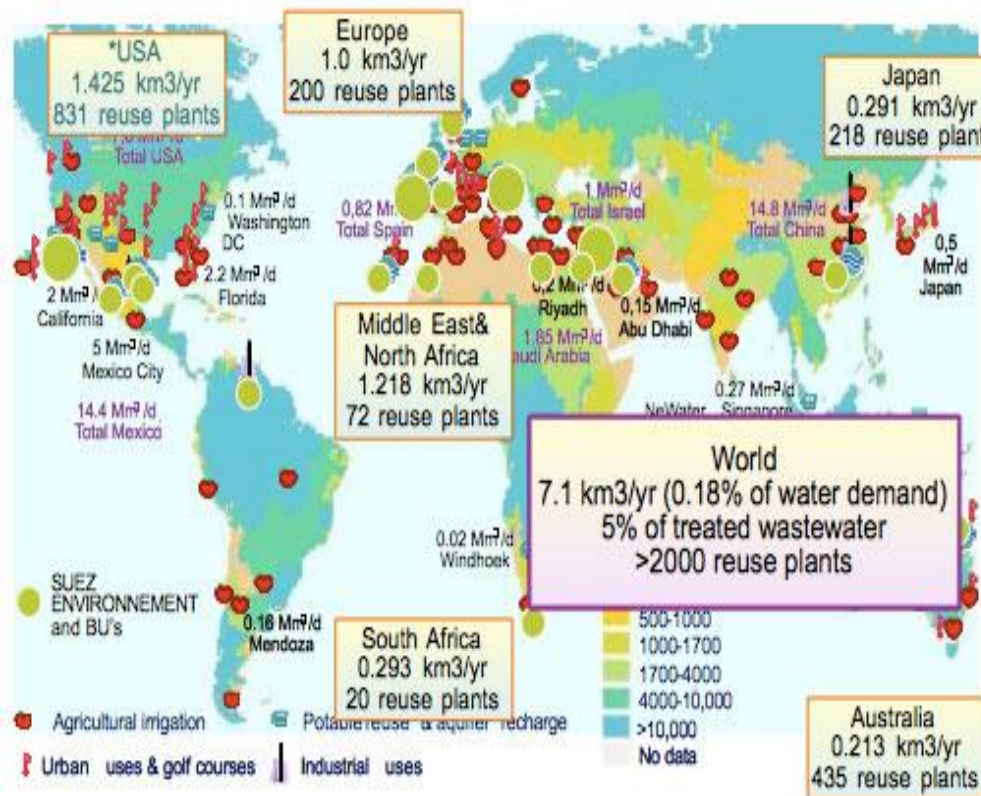 *USA
1.425 km3/yr
831 reuse plants
Total USA
Europe
1.0 km3/yr
200 reuse plants
Japan
0.291 km3/yr
218 reuse plant
0.1 Mm³/d
Washington
DC
2.2 Mm³/d
Florida
2 Mm³/
California
5 Mm³/d
Mexico City
14.4 Mm³/d
Total Mexico
0,82 Mm
Total Spain
1 Mm³/d
Total Israel
14.8 Mm³/d
Total China
0,5
Mm³/d
Japan
0,2 Mm³/d
Riyadh
0,15 Mm³/d
Abu Dhabi
1.85 Mm³/d
audi Arabia
Middle East&
North Africa
1.218 km3/yr
72 reuse plants
0.27 Mm³/d
NeWater Singapore
World
7.1 km3/yr (0.18% of water demand)
5% of treated wastewater
>2000 reuse plants
0.02 Mm³/d
Windhoek
SUEZ
ENVIRONNEMENT
and BU's
0.16 Mm³/d
Mendoza
South Africa
0.293 km3/yr
20 reuse plants
500-1000
1000-1700
1700-4000
4000-10,000
>10,000
No data
Australia
0.213 km3/yr
435 reuse plants
Agricultural irrigation
Potable reuse & aquifer recharge
Urban uses & golf courses
Industrial uses